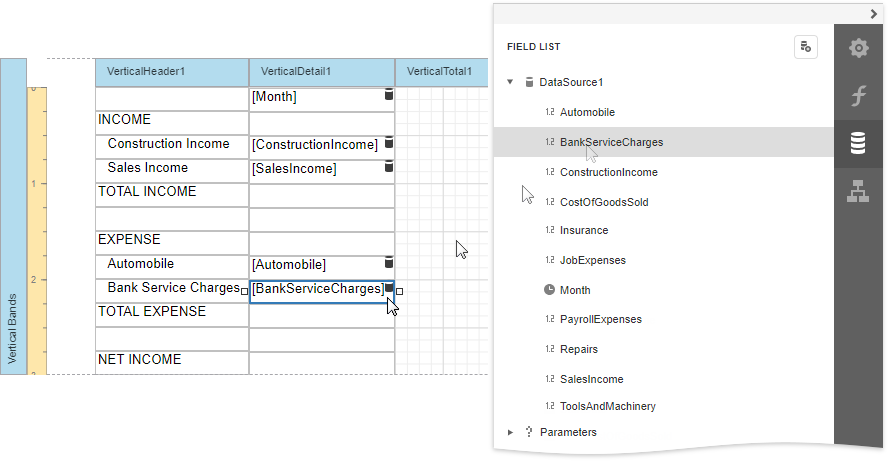 VerticalHeader1 VerticalDetail1 VerticalTotal1
[Month]
INCOME
Construction Income [ConstructionIncome]
Sales Income [SalesIncome]
1
TOTAL INCOME
EXPENSE
Automobile [Automobile]
2
Bank Service Charges [BankServiceCharges]
TOTAL EXPENSE
NET INCOME
Vertical Bands
FIELD LIST
DataSource1
1.2 Automobile
1.2 BankServiceCharges
1.2 ConstructionIncome
1.2 CostOfGoodsSold
1.2 Insurance
1.2 JobExpenses
Month
1.2 PayrollExpenses
1.2 Repairs
1.2 SalesIncome
1.2 ToolsAndMachinery
Parameters